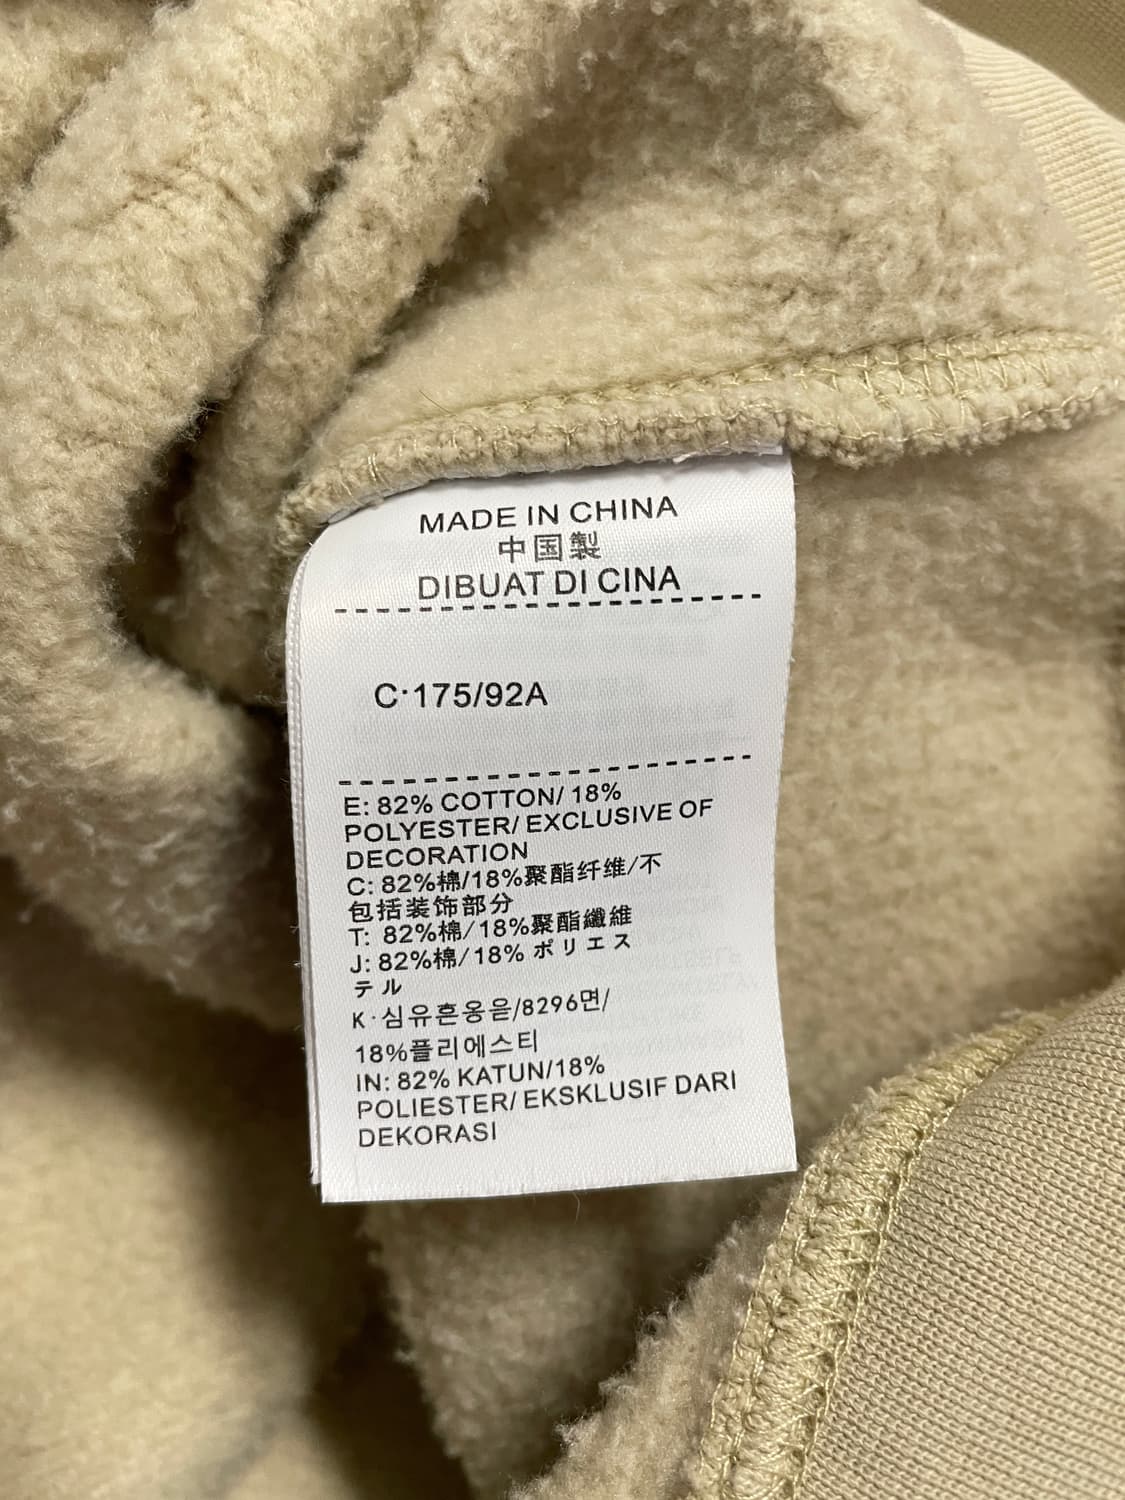 MADE IN CHINA
中国製
DIBUAT DI CINA
C·175/92A
E: 82% COTTON/ 18%
POLYESTER/ EXCLUSIVE OF
DECORATION
C: 82%棉/18%聚酯纤维/不
包括装饰部分
T: 82%棉/18%聚酯纖維
J: 82%棉/18% ポリエス
テル
K·심유혼옹읃/8296면/
18%플리에스티
IN: 82% KATUN/18%
POLIESTER/ EKSKLUSIF DARI
DEKORASI